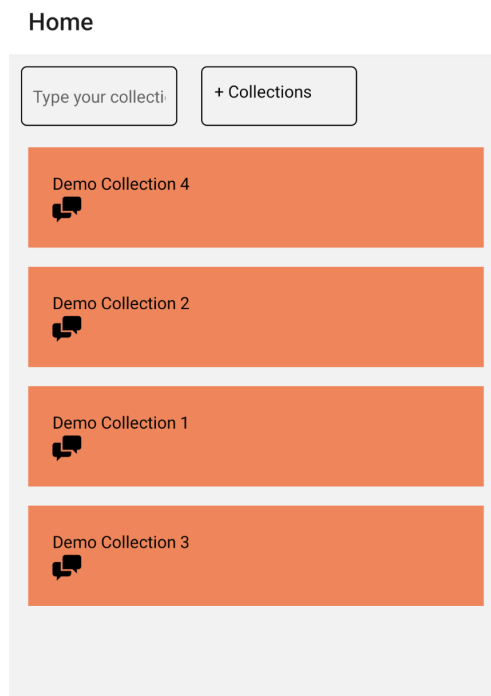 Home
Type your collecti
+ Collections
Demo Collection 4
Demo Collection 2
Demo Collection 1
Demo Collection 3